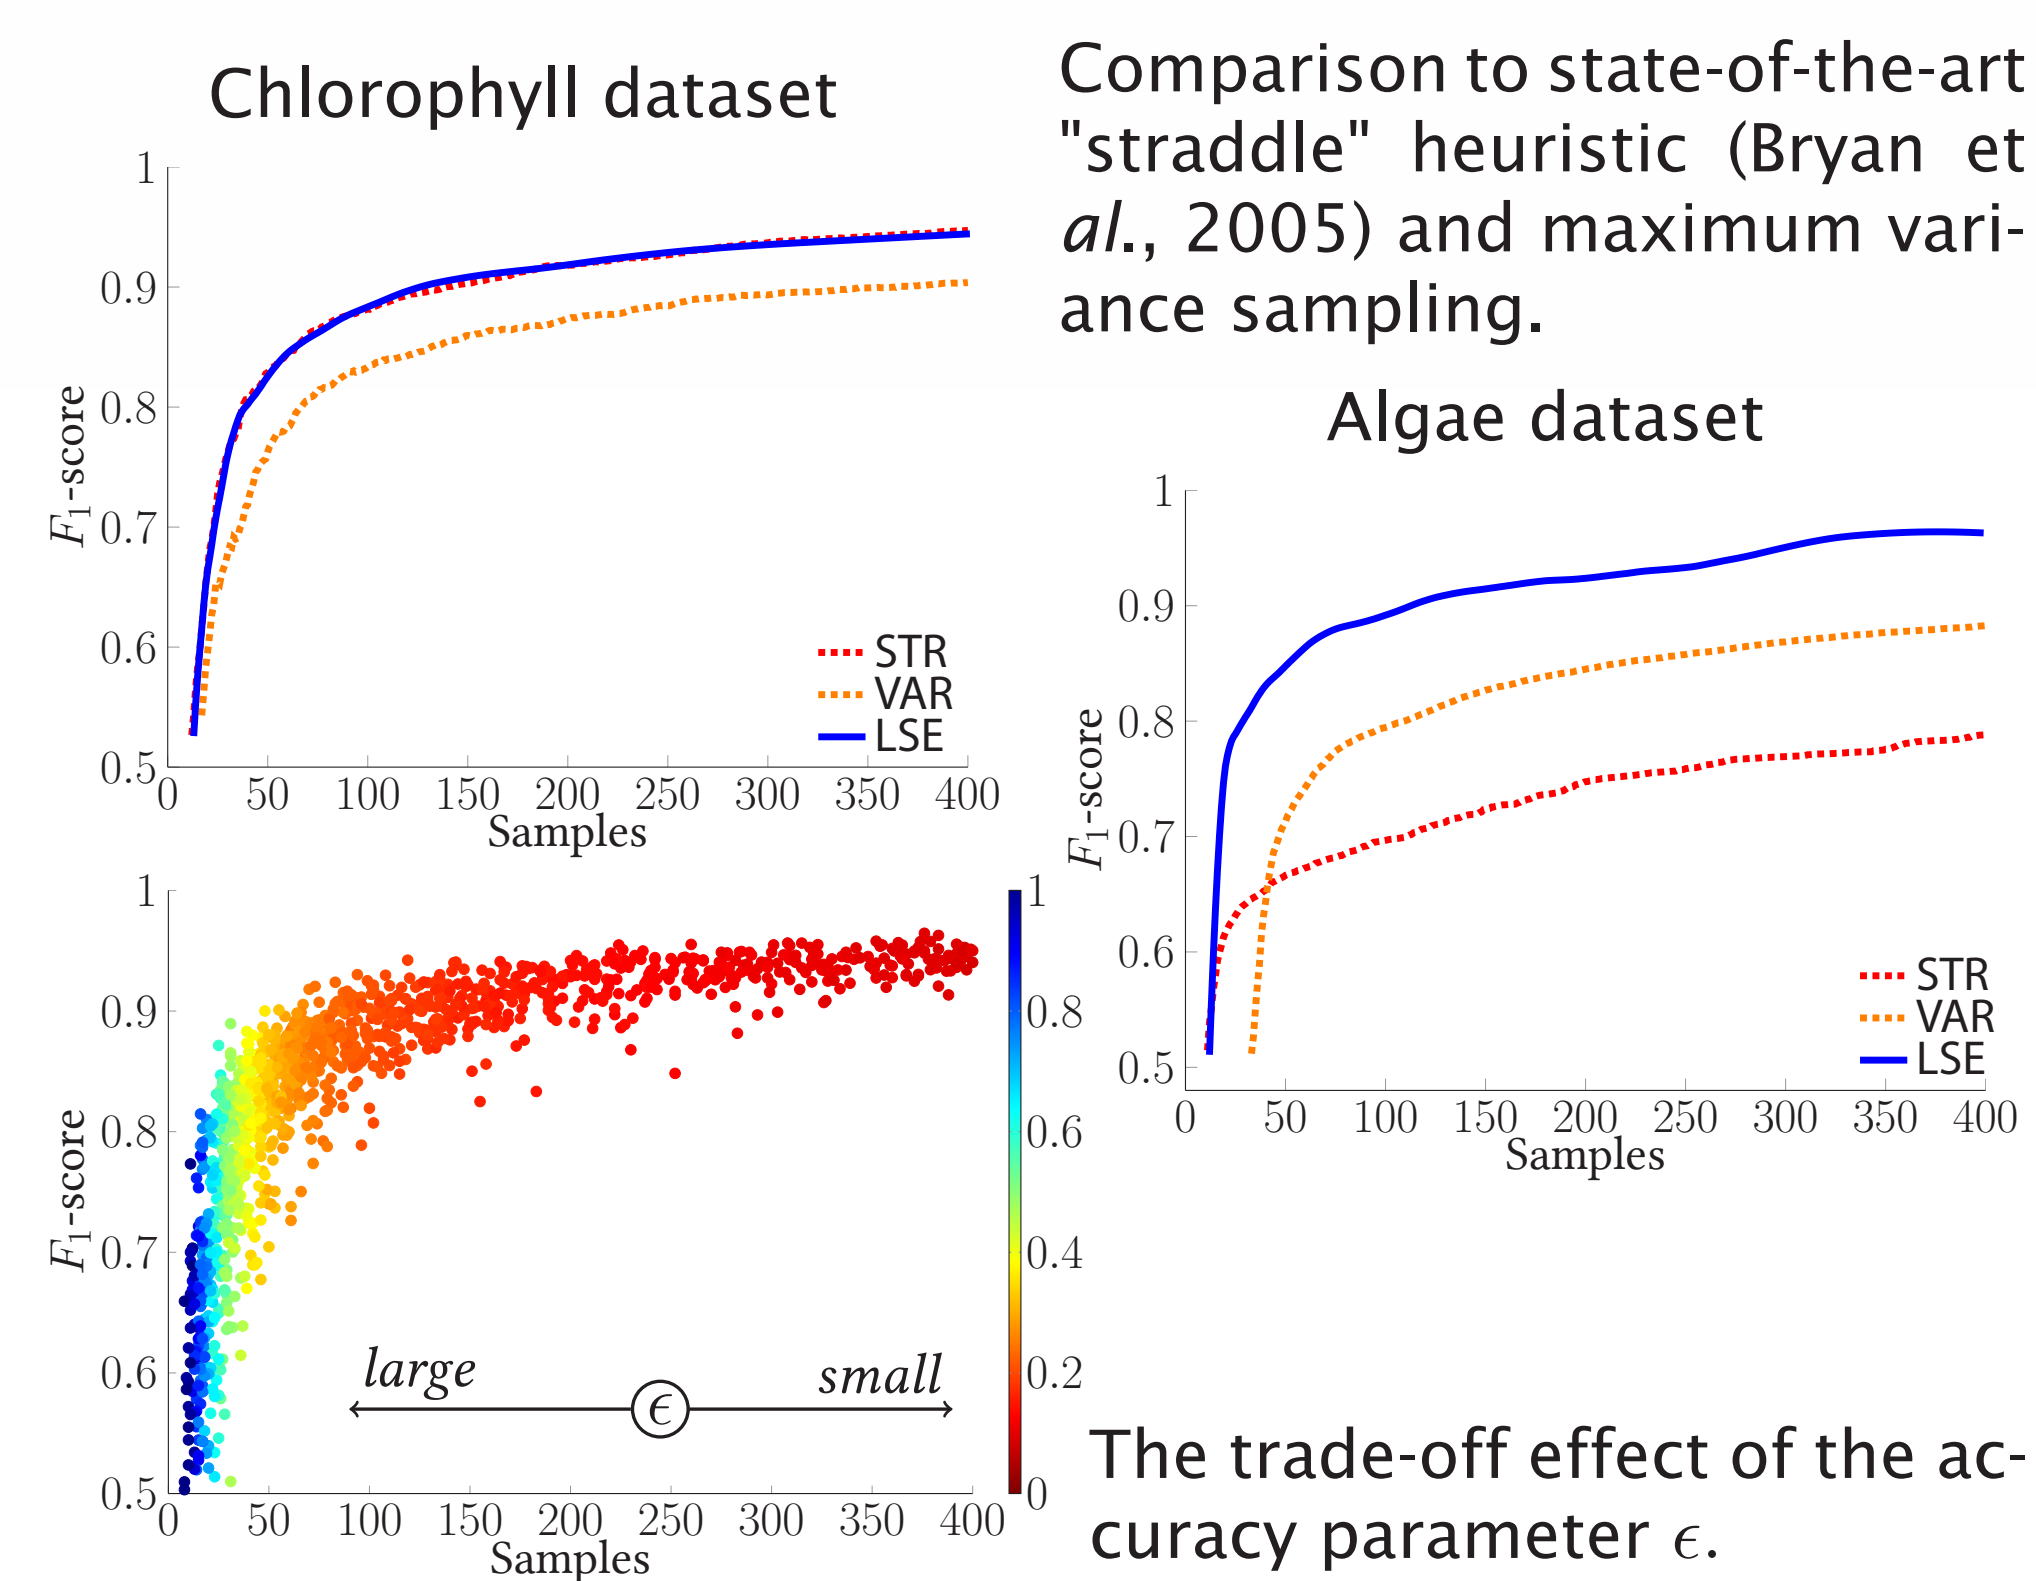 Chlorophyll dataset
1
0.9
0.8
0.7
0.6
0.5
F1-score
0 50 100 150 200 250 300 350 400
Samples
STR
VAR
LSE
Comparison to state-of-the-art
"straddle" heuristic (Bryan et
al., 2005) and maximum vari-
ance sampling.
Algae dataset
1
0.9
0.8
0.7
0.6
0.5
F1-score
0 50 100 150 200 250 300 350 400
Samples
STR
VAR
LSE
1
0.9
0.8
0.7
0.6
0.5
F1-score
0 50 100 150 200 250 300 350 400
Samples
large
ϵ
small
1
0.8
0.6
0.4
0.2
0
The trade-off effect of the ac-
curacy parameter ϵ.